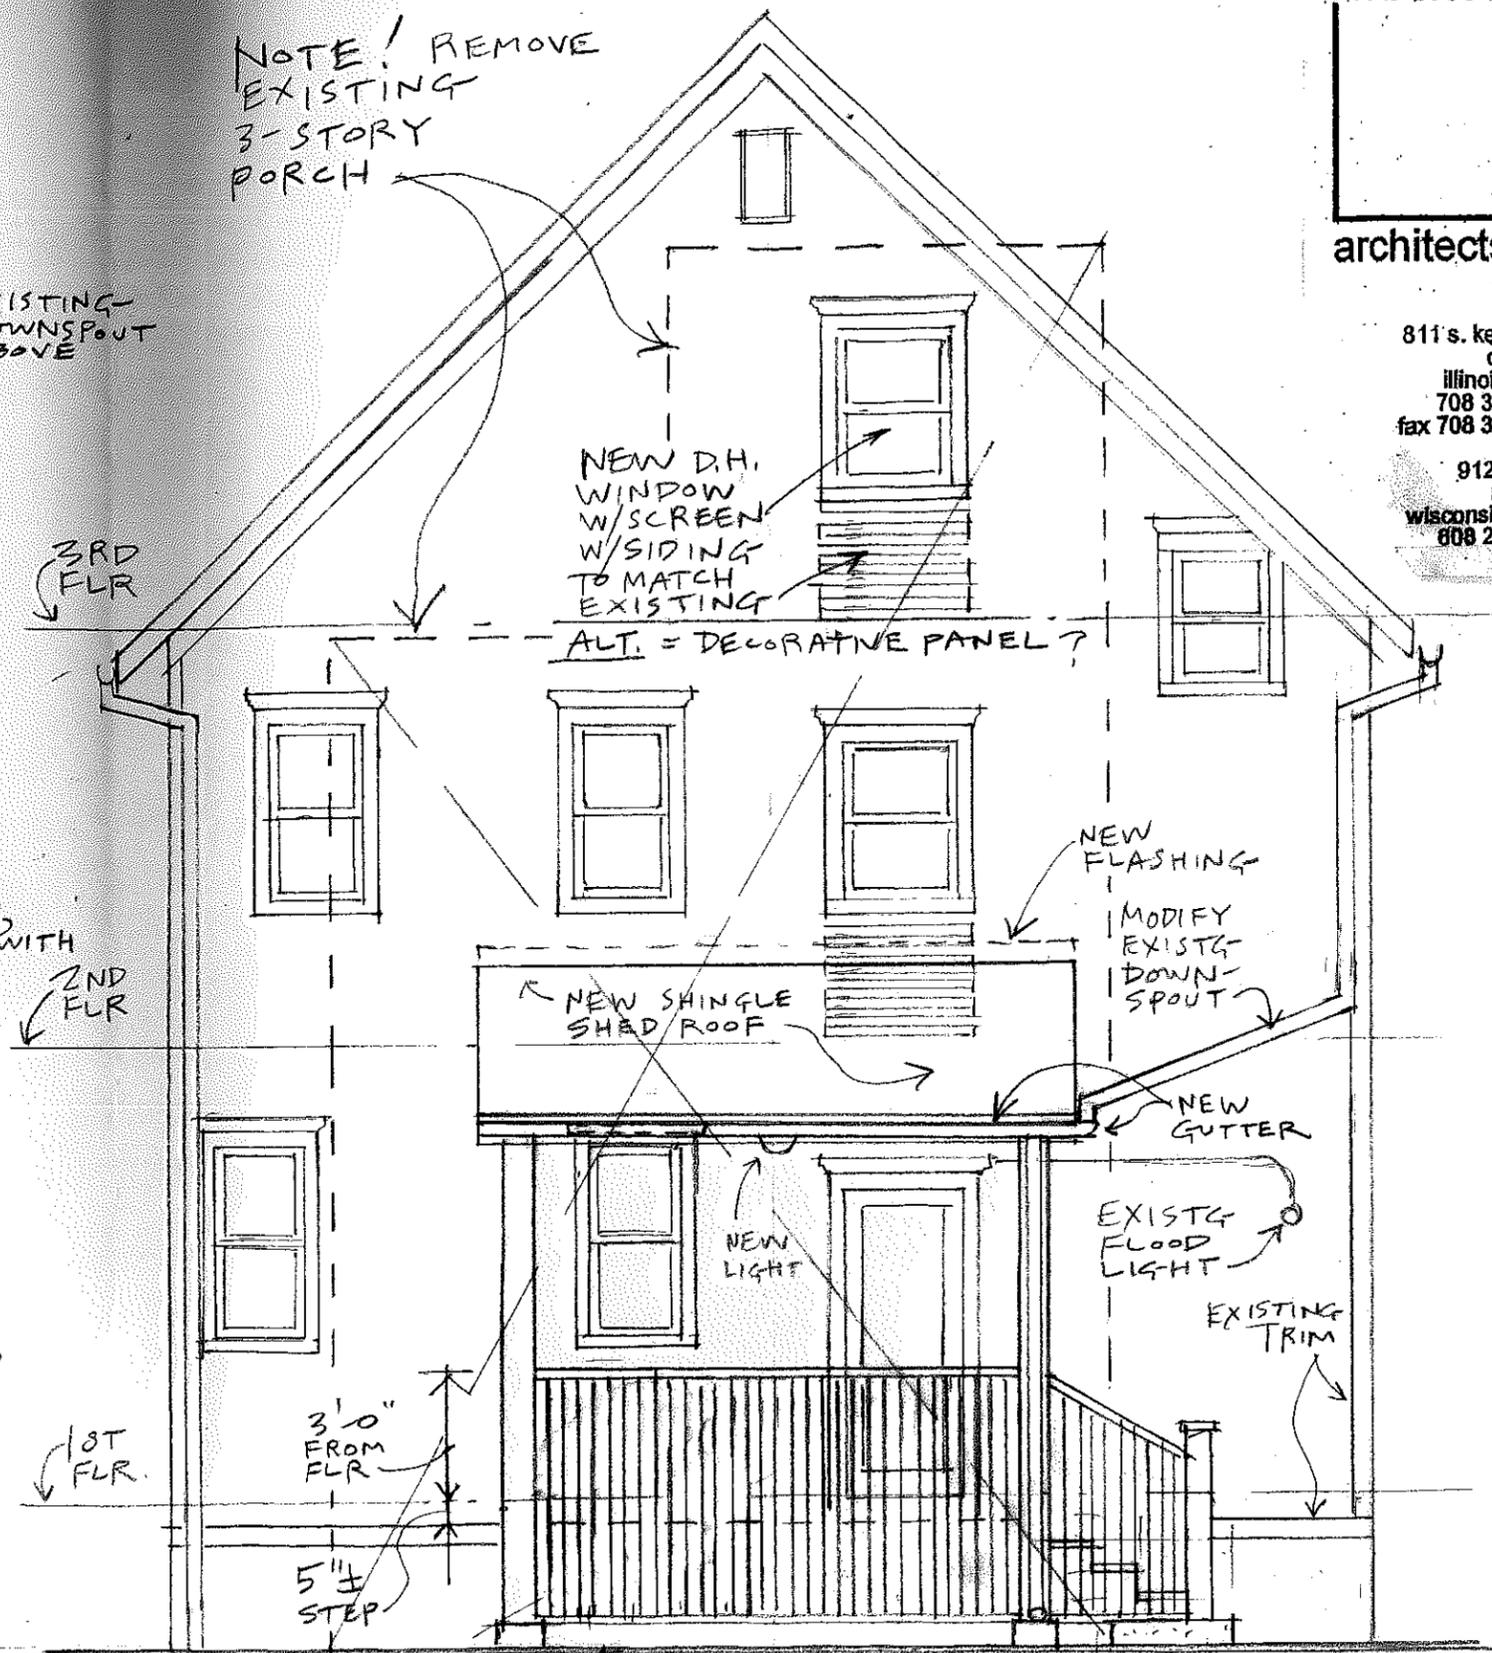 NOTE! REMOVE
EXISTING
3-STORY
PORCH
ISTING
WNSPOUT
BOVE
architects
811 s. ke
illinoi
708 3
fax 708 3
912
wisconsi
608 2
NEW D.H.
WINDOW
W/SCREEN
W/SIDING
TO MATCH
EXISTING
3RD
FLR
ALT. = DECORATIVE PANEL ?
NEW
FLASHING
MODIFY
EXISTG
DOWN-
SPOUT
WITH
2ND
FLR
NEW SHINGLE
SHED ROOF
NEW
GUTTER
NEW
LIGHT
EXISTG
FLOOD
LIGHT
EXISTING
TRIM
3'-0"
FROM
FLR
1ST
FLR.
5"±
STEP